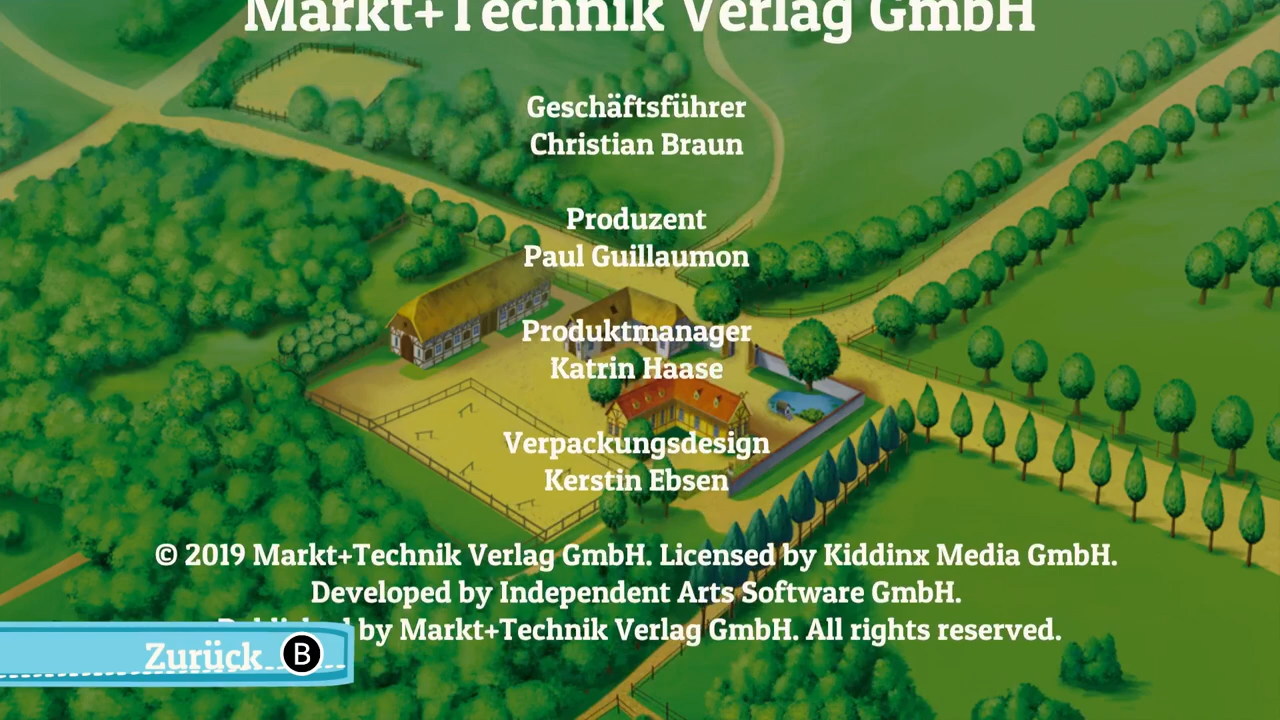 Markt+Technik Verlag GmbH
Geschäftsführer
Christian Braun
Produzent
Paul Guillaumon
Produktmanager
Katrin Haase
Verpackungsdesign
Kerstin Ebsen
© 2019 Markt+Technik Verlag GmbH. Licensed by Kiddinx Media GmbH.
Developed by Independent Arts Software GmbH.
by Markt+Technik Verlag GmbH. All rights reserved.
Zurück B